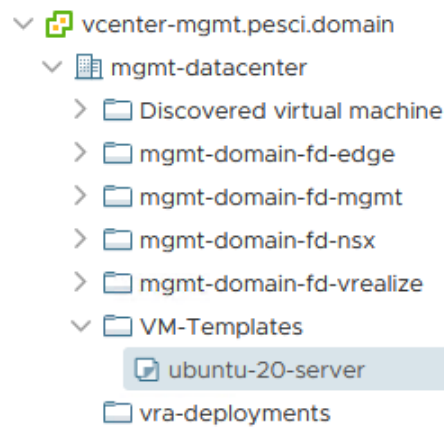 vcenter-mgmt.pesci.domain
mgmt-datacenter
Discovered virtual machine
mgmt-domain-fd-edge
mgmt-domain-fd-mgmt
mgmt-domain-fd-nsx
mgmt-domain-fd-vrealize
VM-Templates
ubuntu-20-server
vra-deployments